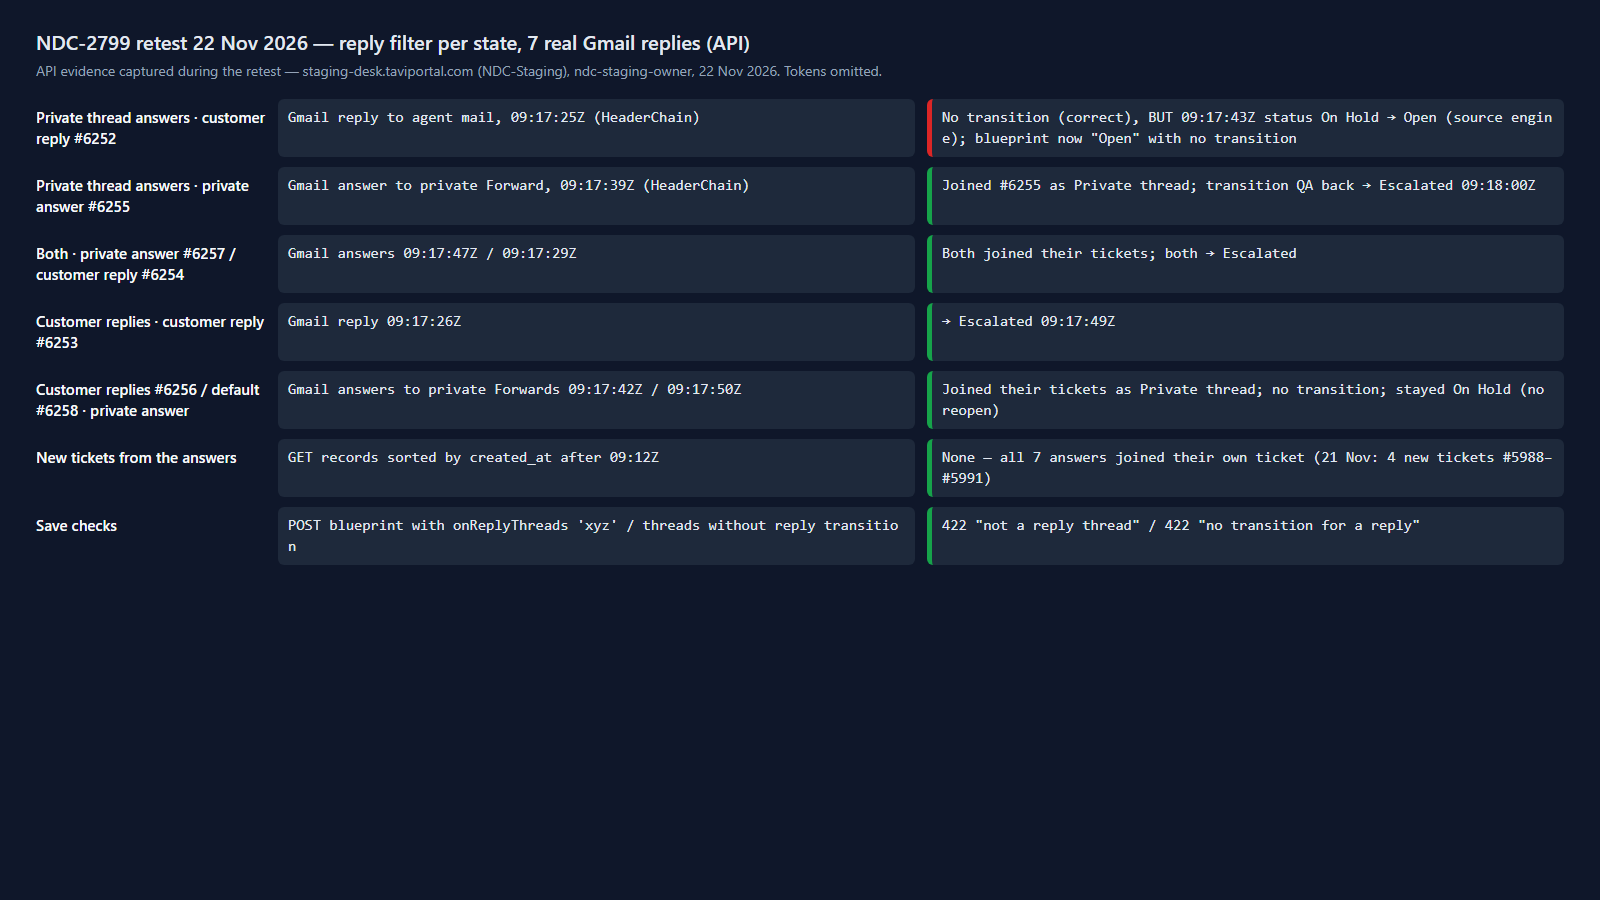 NDC-2799 retest 22 Nov 2026 — reply filter per state, 7 real Gmail replies (API)
API evidence captured during the retest — staging-desk.taviportal.com (NDC-Staging), ndc-staging-owner, 22 Nov 2026. Tokens omitted.
Private thread answers · customer
reply #6252
Gmail reply to agent mail, 09:17:25Z (HeaderChain)
No transition (correct), BUT 09:17:43Z status On Hold → Open (source engin
e); blueprint now "Open" with no transition
Private thread answers · private
answer #6255
Gmail answer to private Forward, 09:17:39Z (HeaderChain)
Joined #6255 as Private thread; transition QA back → Escalated 09:18:00Z
Both · private answer #6257 /
customer reply #6254
Gmail answers 09:17:47Z / 09:17:29Z
Both joined their tickets; both → Escalated
Customer replies · customer reply
#6253
Gmail reply 09:17:26Z
→ Escalated 09:17:49Z
Customer replies #6256 / default
#6258 · private answer
Gmail answers to private Forwards 09:17:42Z / 09:17:50Z
Joined their tickets as Private thread; no transition; stayed On Hold (no
reopen)
New tickets from the answers
GET records sorted by created_at after 09:12Z
None — all 7 answers joined their own ticket (21 Nov: 4 new tickets #5988–
#5991)
Save checks
POST blueprint with onReplyThreads 'xyz' / threads without reply transitio
n
422 "not a reply thread" / 422 "no transition for a reply"